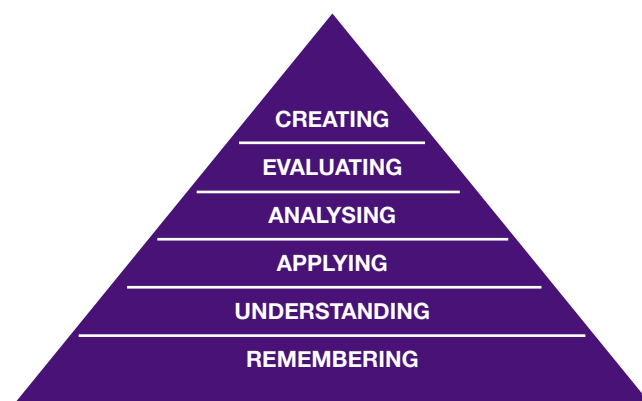 CREATING
EVALUATING
ANALYSING
APPLYING
UNDERSTANDING
REMEMBERING